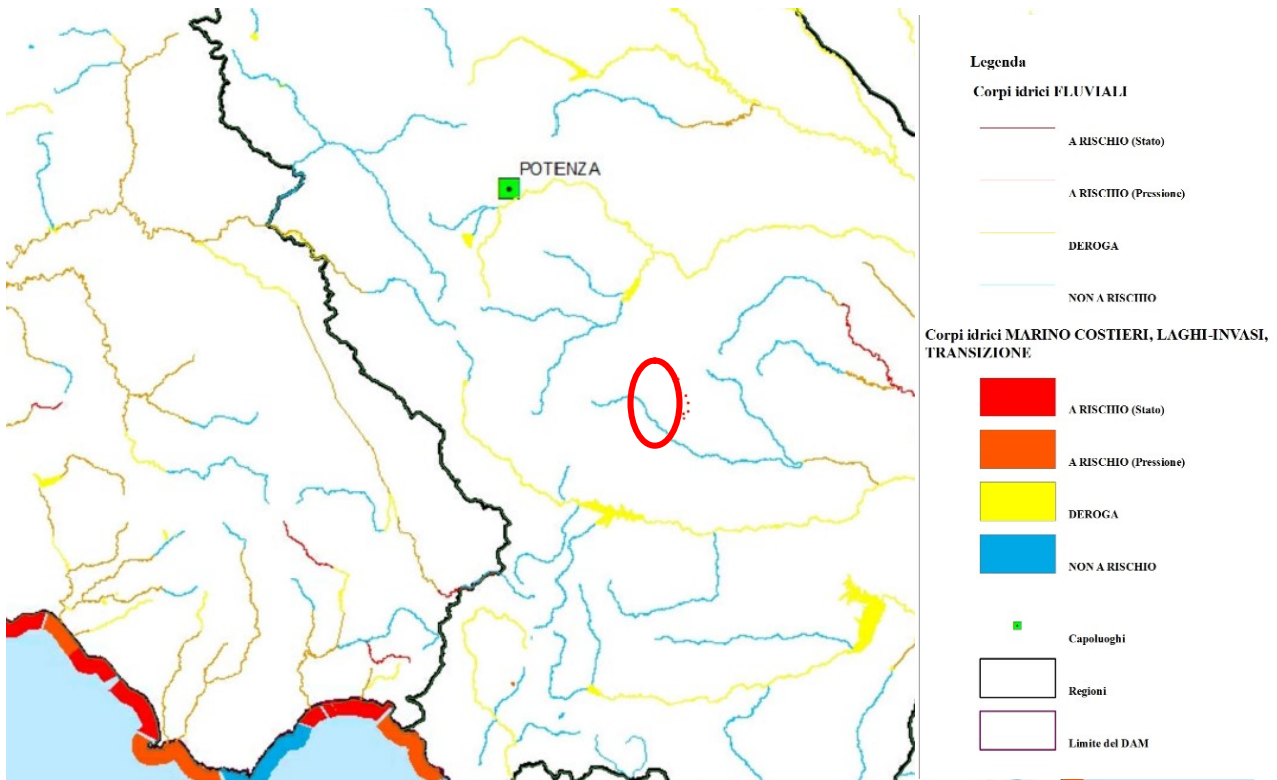 POTENZA
Legenda
Corpi idrici FLUVIALI
A RISCHIO (Stato)
A RISCHIO (Pressione)
DEROGA
NON A RISCHIO
Corpi idrici MARINO COSTIERI, LAGHI-INVASI,
TRANSIZIONE
A RISCHIO (Stato)
A RISCHIO (Pressione)
DEROGA
NON A RISCHIO
Capoluoghi
Regioni
Limite del DAM